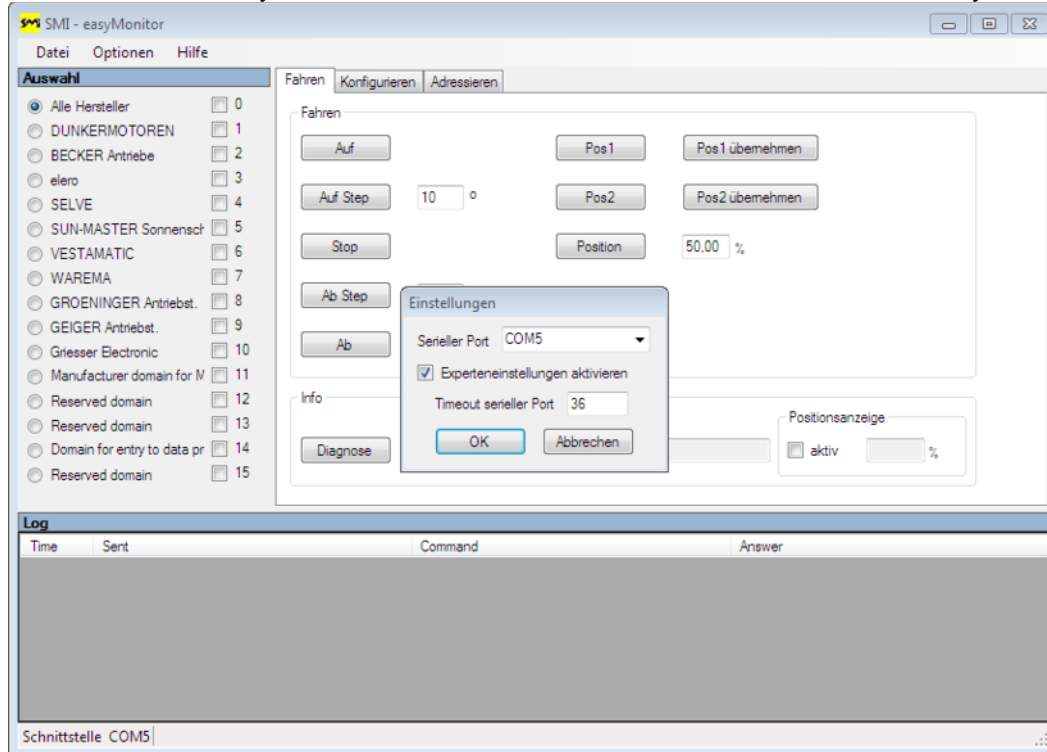 SMI - easyMonitor
Datei Optionen Hilfe
Auswahl
Alle Hersteller 0
DUNKERMOTOREN 1
BECKER Antriebe 2
elero 3
SELVE 4
SUN-MASTER Sonnensch 5
VESTAMATIC 6
WAREMA 7
GROENINGER Antriebst. 8
GEIGER Antriebst. 9
Griesser Electronic 10
Manufacturer domain for M 11
Reserved domain 12
Reserved domain 13
Domain for entry to data pr 14
Reserved domain 15
Fahren Konfigurieren Adressieren
Fahren
Auf Pos1 Pos1 übernehmen
Auf Step 10 ° Pos2 Pos2 übernehmen
Stop Position 50,00 %
Ab Step
Ab
Einstellungen
Serieller Port COM5
Experteneinstellungen aktivieren
Timeout serieller Port 36
OK Abbrechen
Info
Diagnose
Positionsanzeige
aktiv %
Log
Time Sent Command Answer
Schnittstelle COM5